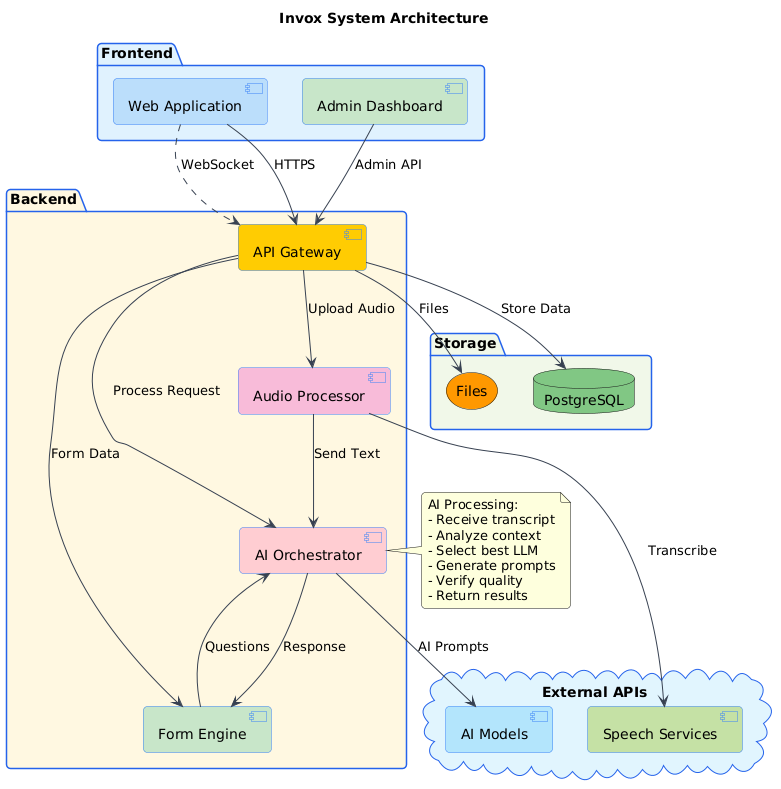 Invox System Architecture
Frontend
Web Application
Admin Dashboard
WebSocket
HTTPS
Admin API
Backend
API Gateway
Upload Audio
Files
Store Data
Storage
Files
PostgreSQL
Process Request
Audio Processor
Form Data
Send Text
AI Processing:
- Receive transcript
- Analyze context
- Select best LLM
- Generate prompts
- Verify quality
- Return results
AI Orchestrator
Transcribe
Questions
Response
AI Prompts
External APIs
Form Engine
AI Models
Speech Services